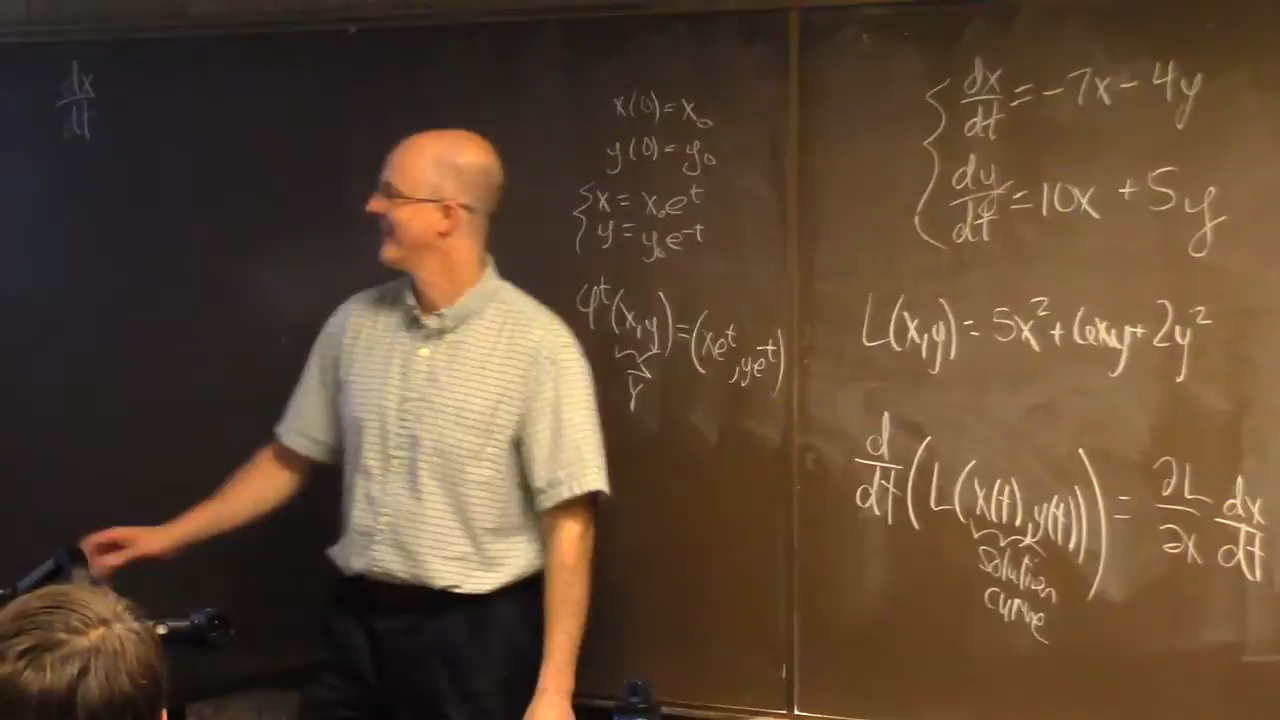 dx/dt
x(0)=x₀
y(0)=y₀
{x=x₀eᵗ
y=y₀e⁻ᵗ
φᵗ(x,y)=(xeᵗ,ye⁻ᵗ)
Y
{dx/dt=-7x-4y
dy/dt=10x+5y
L(x,y)=5x²+6xy+2y²
d/dt(L(x(t),y(t)))=∂L/∂x dx/dt
solution
curve